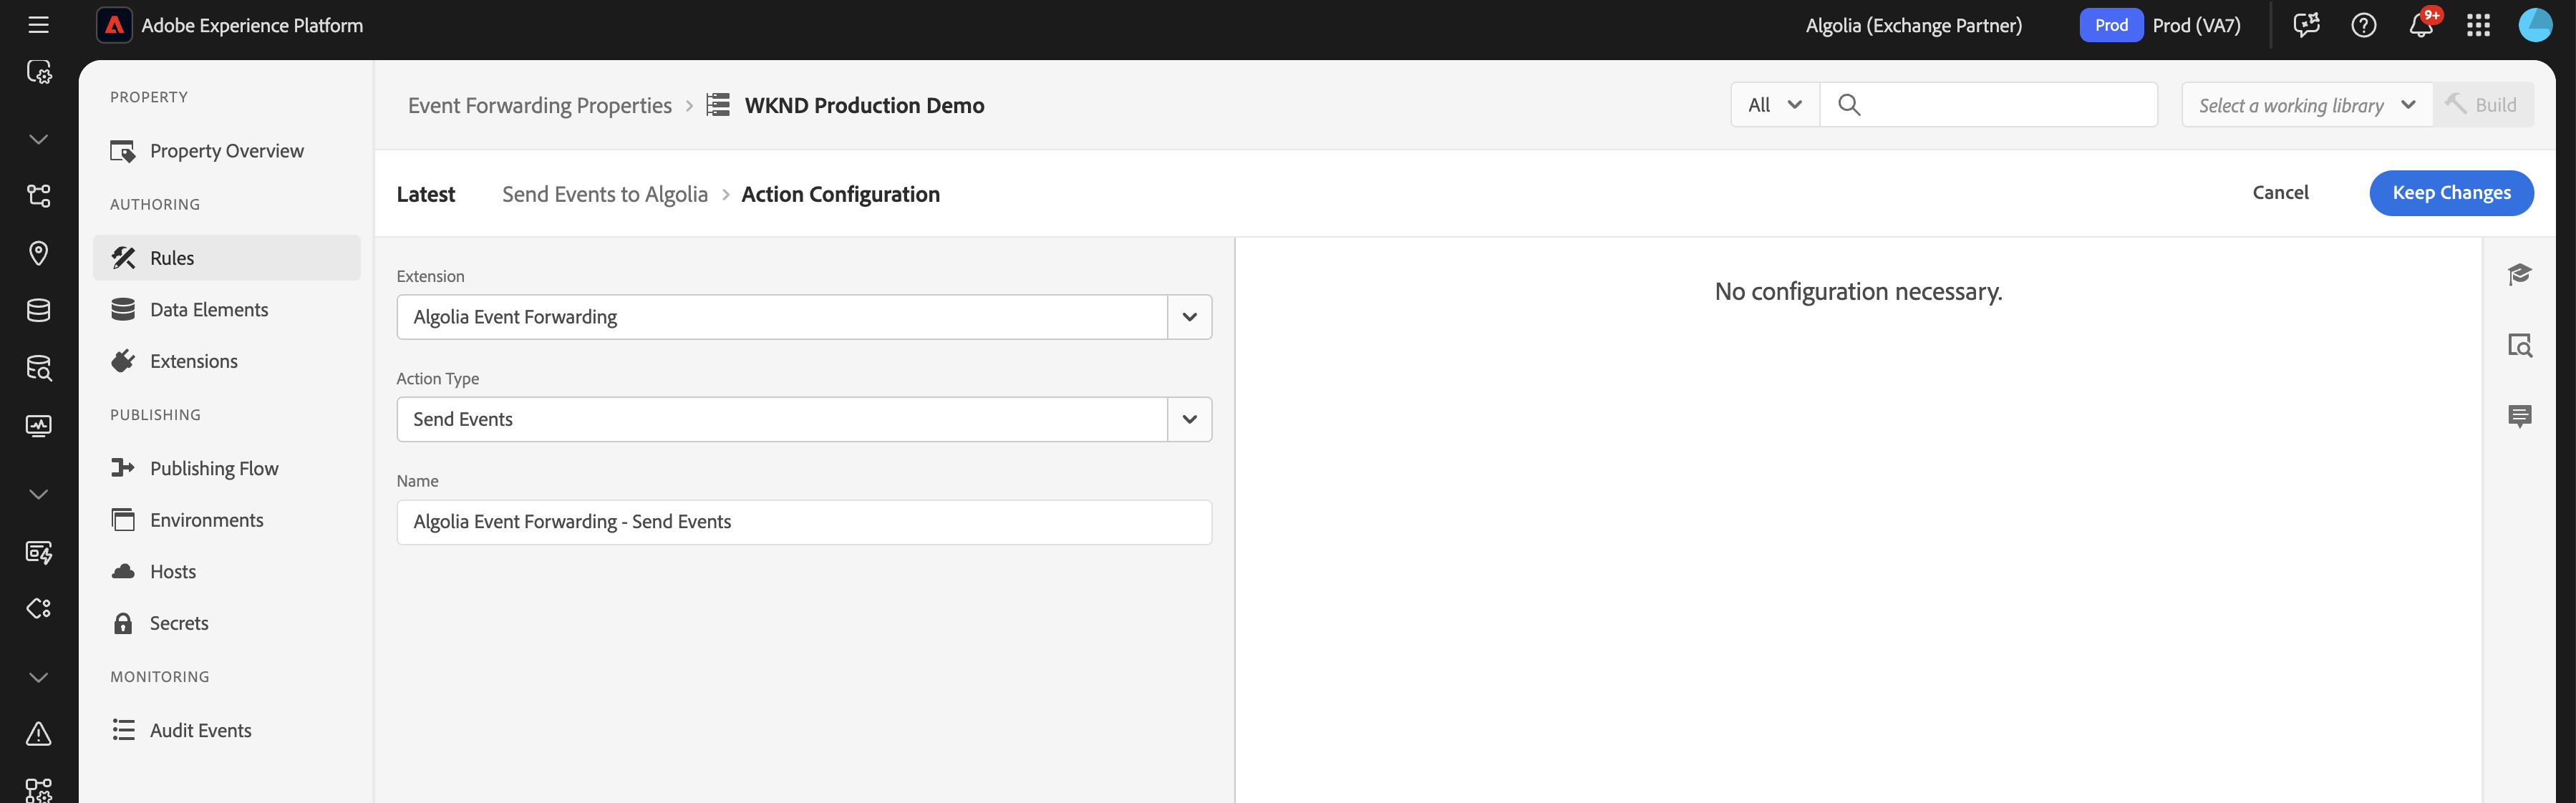 Adobe Experience Platform
Algolia (Exchange Partner)
Prod
Prod (VA7)
9+
PROPERTY
Property Overview
AUTHORING
Rules
Data Elements
Extensions
PUBLISHING
Publishing Flow
Environments
Hosts
Secrets
MONITORING
Audit Events
Event Forwarding Properties > WKND Production Demo
All
Select a working library
Build
Latest
Send Events to Algolia > Action Configuration
Cancel
Keep Changes
Extension
Algolia Event Forwarding
Action Type
Send Events
Name
Algolia Event Forwarding - Send Events
No configuration necessary.